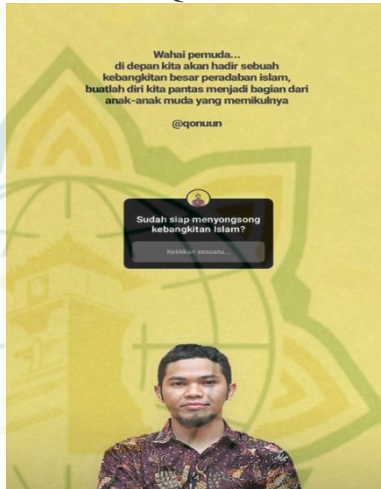 Wahai pemuda...
di depan kita akan hadir sebuah
kebangkitan besar peradaban islam,
buatlah diri kita pantas menjadi bagian dari
anak-anak muda yang memikulnya
@qonuun
Sudah siap menyongsong
kebangkitan Islam?
Ketikkan sesuatu...